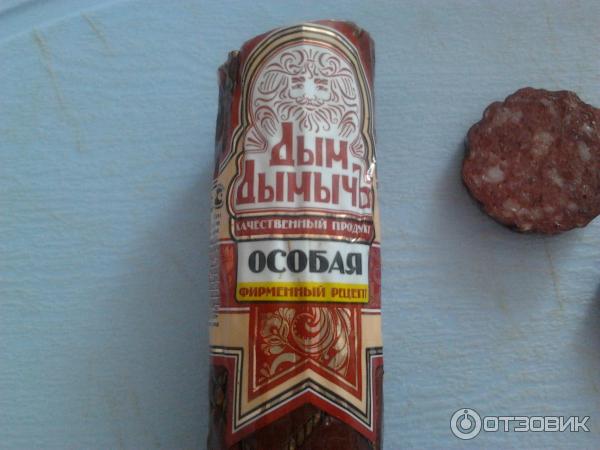 Дым
Дымычъ
КАЧЕСТВЕННЫЙ ПРОДУКТ
ОСОБАЯ
ФИРМЕННЫЙ РЕЦЕПТ
ОТЗОВИК